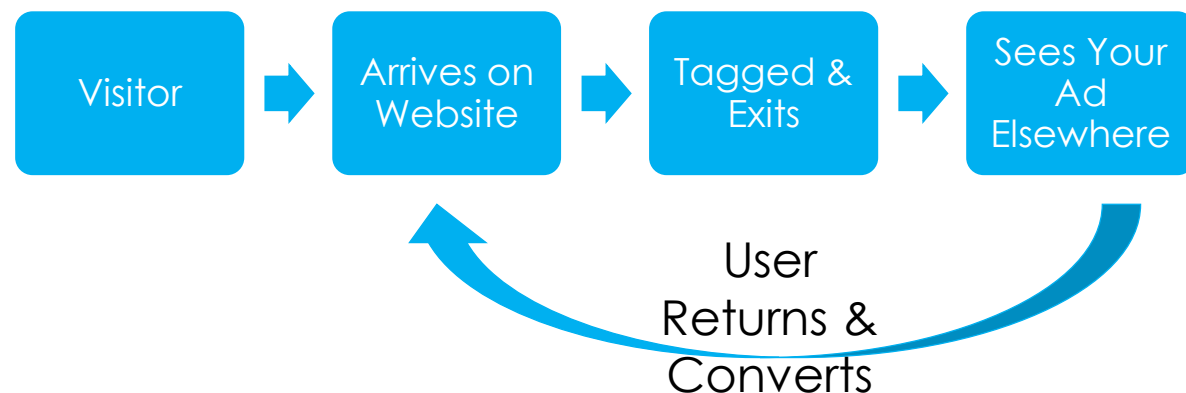 Visitor
Arrives on
Website
Tagged &
Exits
Sees Your
Ad
Elsewhere
User
Returns &
Converts